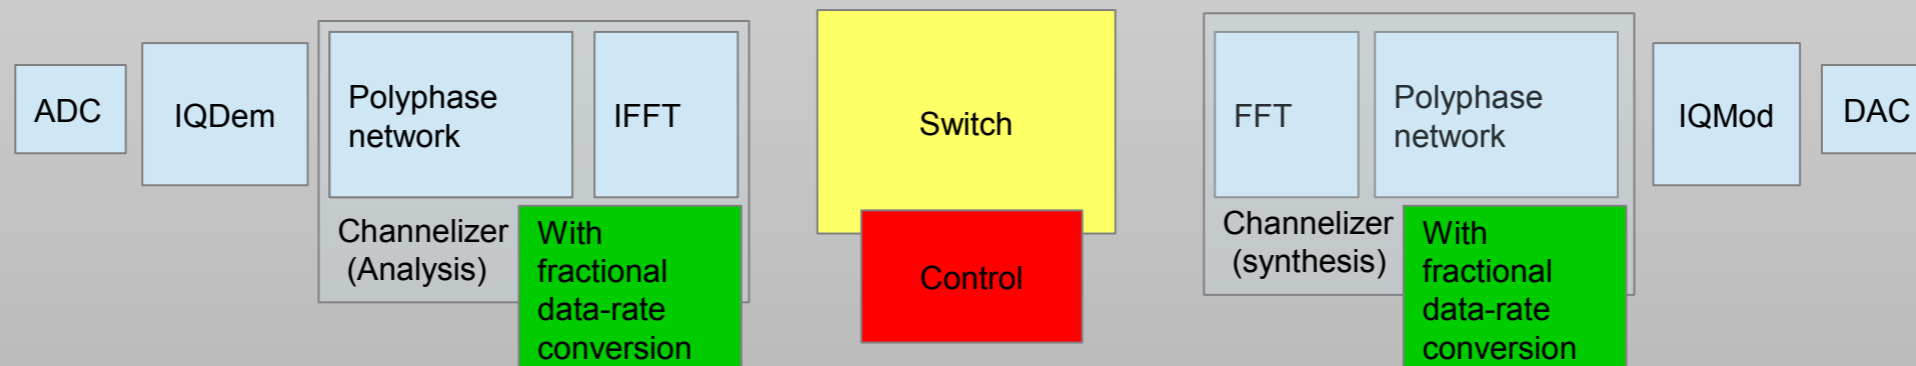 ADC
IQDem
Polyphase
network
IFFT
Channelizer
(Analysis)
With
fractional
data-rate
conversion
Switch
Control
FFT
Polyphase
network
Channelizer
(synthesis)
With
fractional
data-rate
conversion
IQMod
DAC